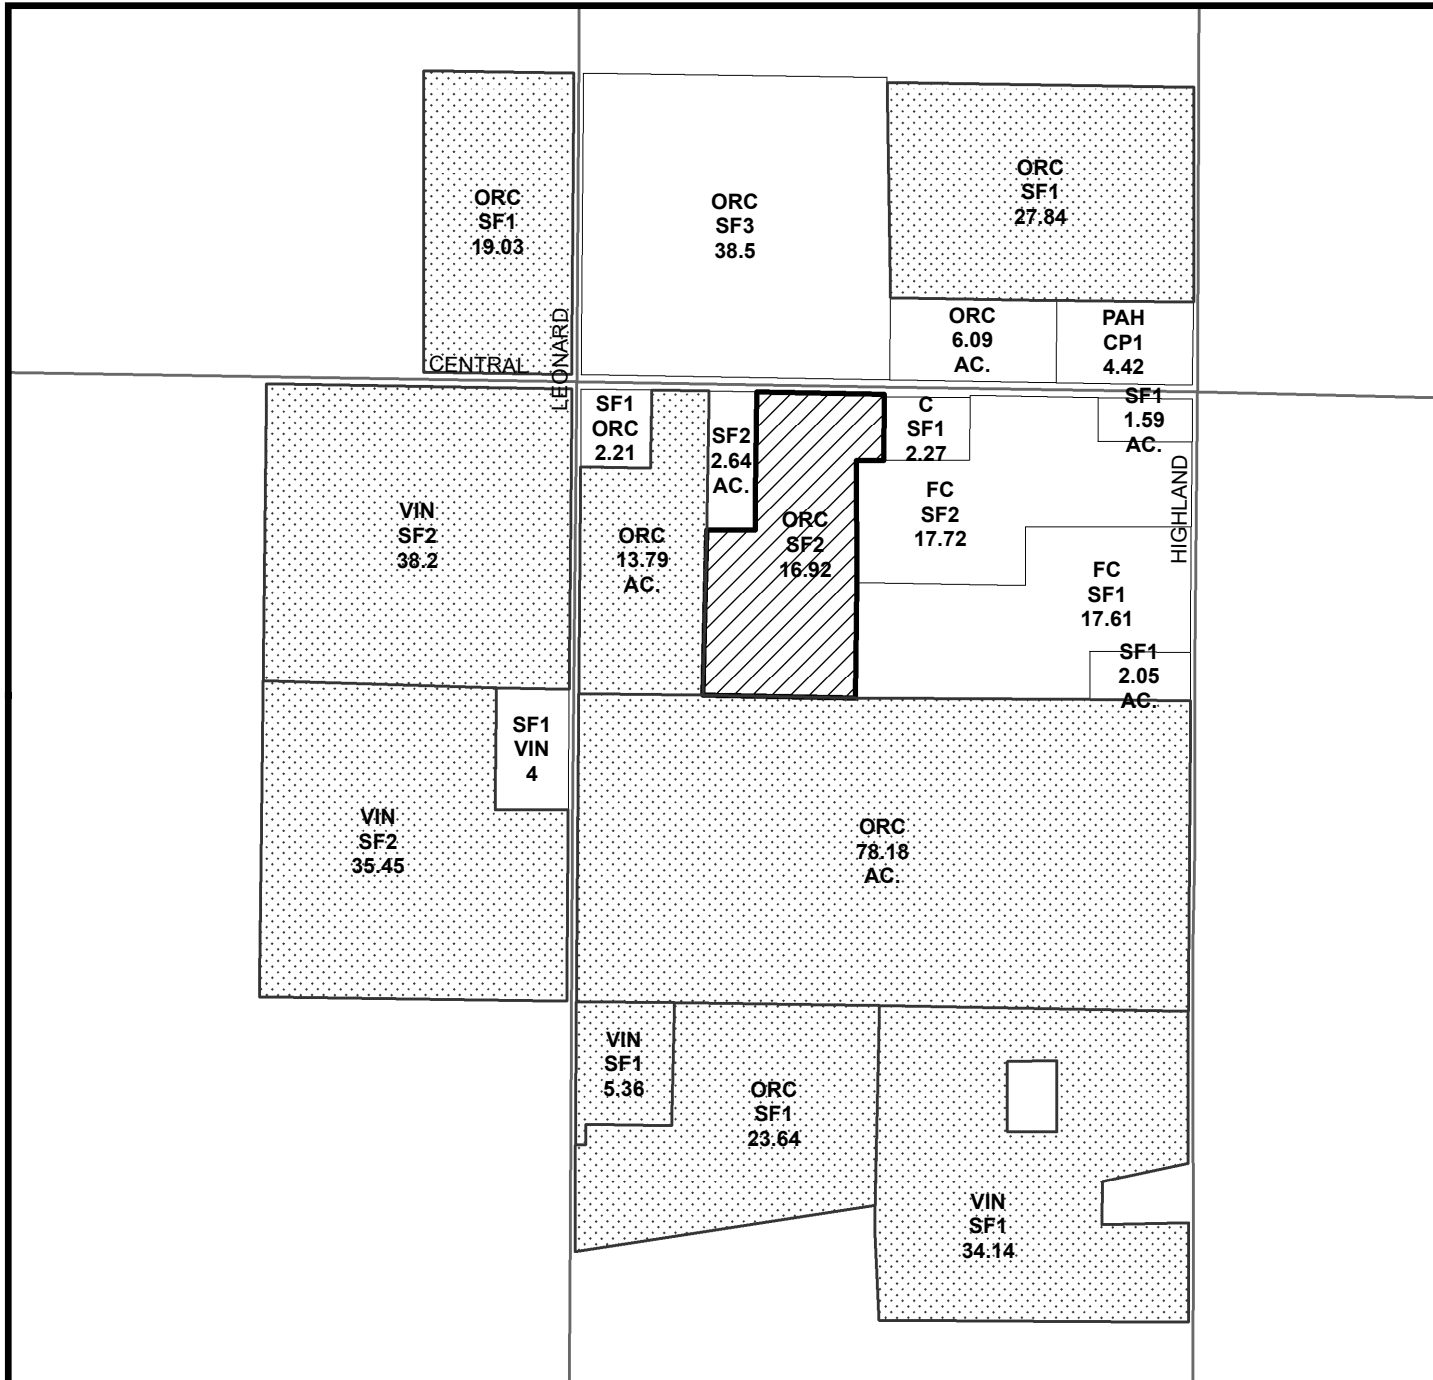 ORC
SF1
19.03
ORC
SF3
38.5
ORC
SF1
27.84
ORC
6.09
AC.
PAH
CP1
4.42
CENTRAL
LEONARD
SF1
ORC
2.21
SF2
2.64
AC.
C
SF1
2.27
SF1
1.59
AC.
HIGHLAND
VIN
SF2
38.2
ORC
13.79
AC.
ORC
SF2
16.92
FC
SF2
17.72
FC
SF1
17.61
SF1
2.05
AC.
SF1
VIN
4
VIN
SF2
35.45
ORC
78.18
AC.
VIN
SF1
5.36
ORC
SF1
23.64
VIN
SF1
34.14